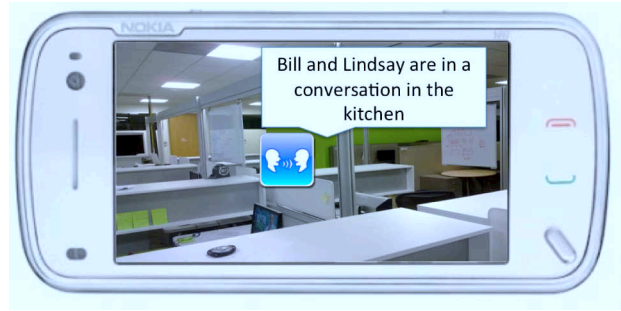 NOKIA
Bill and Lindsay are in a
conversation in the
kitchen